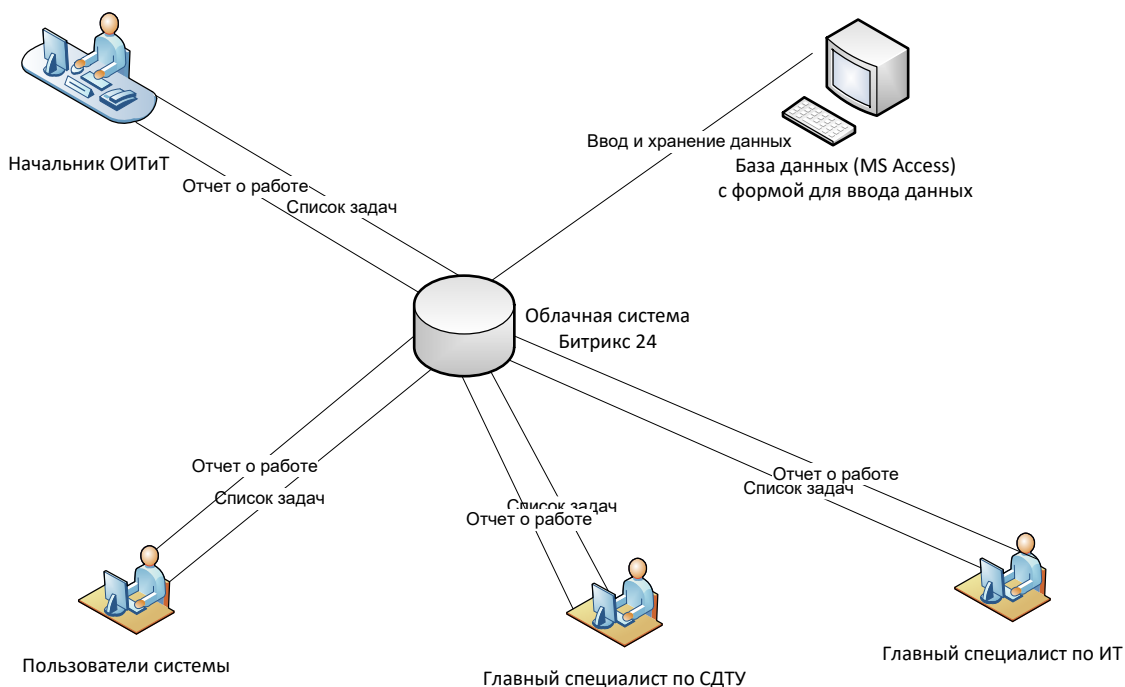 Начальник ОИТиТ
Ввод и хранение данных
База данных (MS Access)
с формой для ввода данных
Отчет о работе
Список задач
Облачная система
Битрикс 24
Отчет о работе
Список задач
Список задач
Отчет о работе
Отчет о работе
Список задач
Пользователи системы
Главный специалист по СДТУ
Главный специалист по ИТ